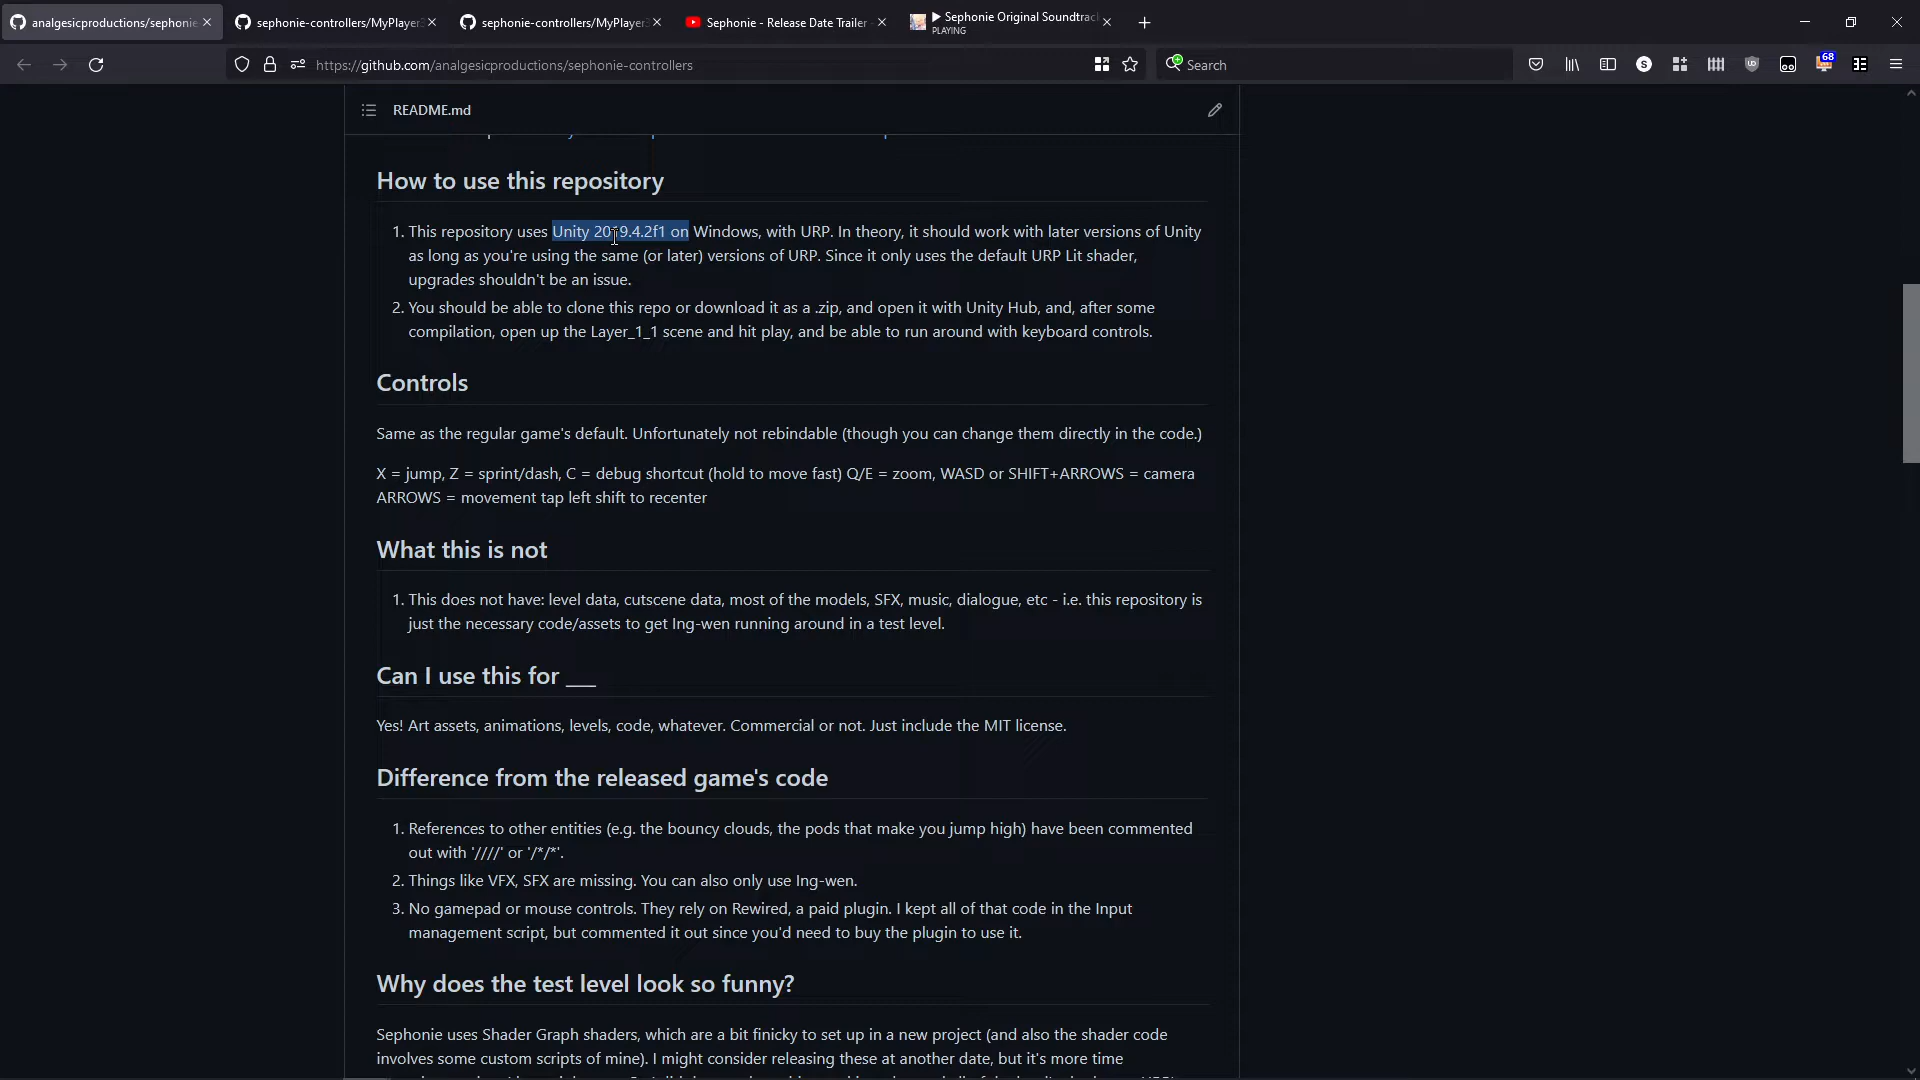 analgesicproductions/sephonie
sephonie-controllers/MyPlayer3
sephonie-controllers/MyPlayer3
Sephonie - Release Date Trailer
▶ Sephonie Original Soundtrac
PLAYING
https://github.com/analgesicproductions/sephonie-controllers
Search
68
README.md
How to use this repository
1. This repository uses Unity 2019.4.2f1 on Windows, with URP. In theory, it should work with later versions of Unity
as long as you're using the same (or later) versions of URP. Since it only uses the default URP Lit shader,
upgrades shouldn't be an issue.
2. You should be able to clone this repo or download it as a .zip, and open it with Unity Hub, and, after some
compilation, open up the Layer_1_1 scene and hit play, and be able to run around with keyboard controls.
Controls
Same as the regular game's default. Unfortunately not rebindable (though you can change them directly in the code.)
X = jump, Z = sprint/dash, C = debug shortcut (hold to move fast) Q/E = zoom, WASD or SHIFT+ARROWS = camera
ARROWS = movement tap left shift to recenter
What this is not
1. This does not have: level data, cutscene data, most of the models, SFX, music, dialogue, etc - i.e. this repository is
just the necessary code/assets to get Ing-wen running around in a test level.
Can I use this for ___
Yes! Art assets, animations, levels, code, whatever. Commercial or not. Just include the MIT license.
Difference from the released game's code
1. References to other entities (e.g. the bouncy clouds, the pods that make you jump high) have been commented
out with '////' or '/*/*'.
2. Things like VFX, SFX are missing. You can also only use Ing-wen.
3. No gamepad or mouse controls. They rely on Rewired, a paid plugin. I kept all of that code in the Input
management script, but commented it out since you'd need to buy the plugin to use it.
Why does the test level look so funny?
Sephonie uses Shader Graph shaders, which are a bit finicky to set up in a new project (and also the shader code
involves some custom scripts of mine). I might consider releasing these at another date, but it's more time